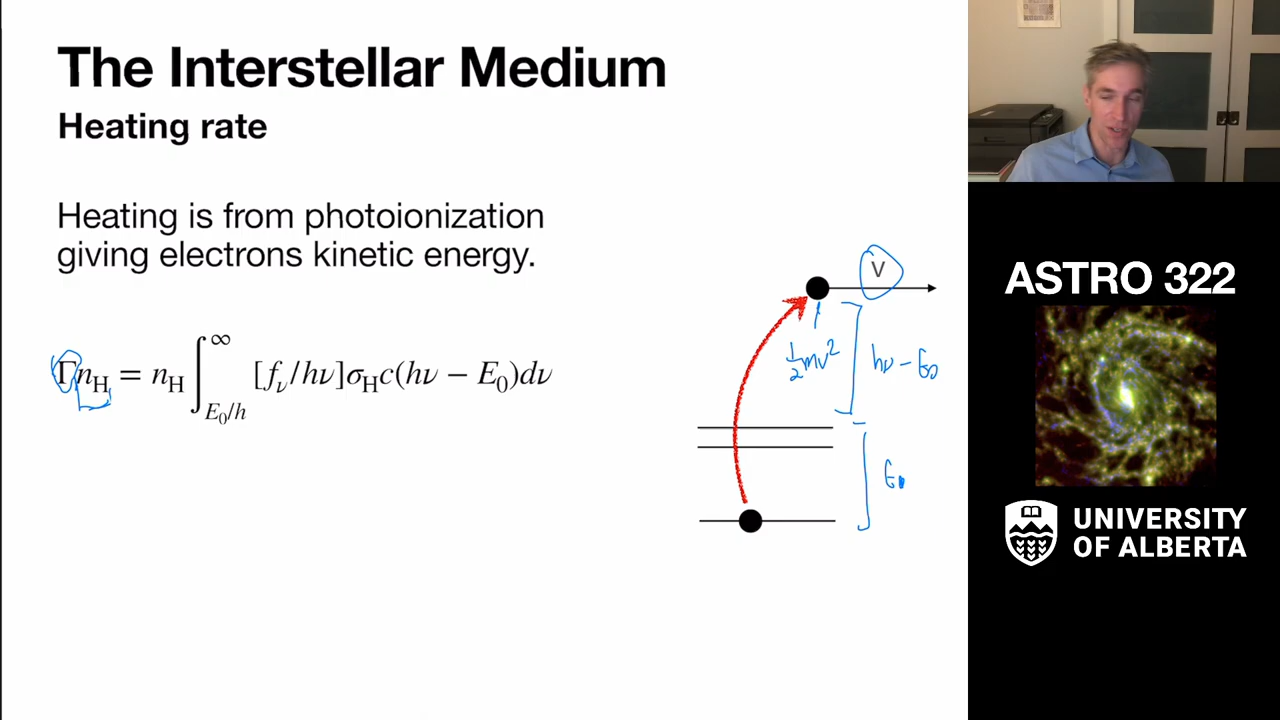 The Interstellar Medium
Heating rate
Heating is from photoionization
giving electrons kinetic energy.
Γn_H = n_H ∫_{E_0/h}^{∞} [f_ν/hν]σ_H c(hν − E_0)dν
V
½mv²
hν − E₀
E₀
ASTRO 322
UNIVERSITY
OF ALBERTA